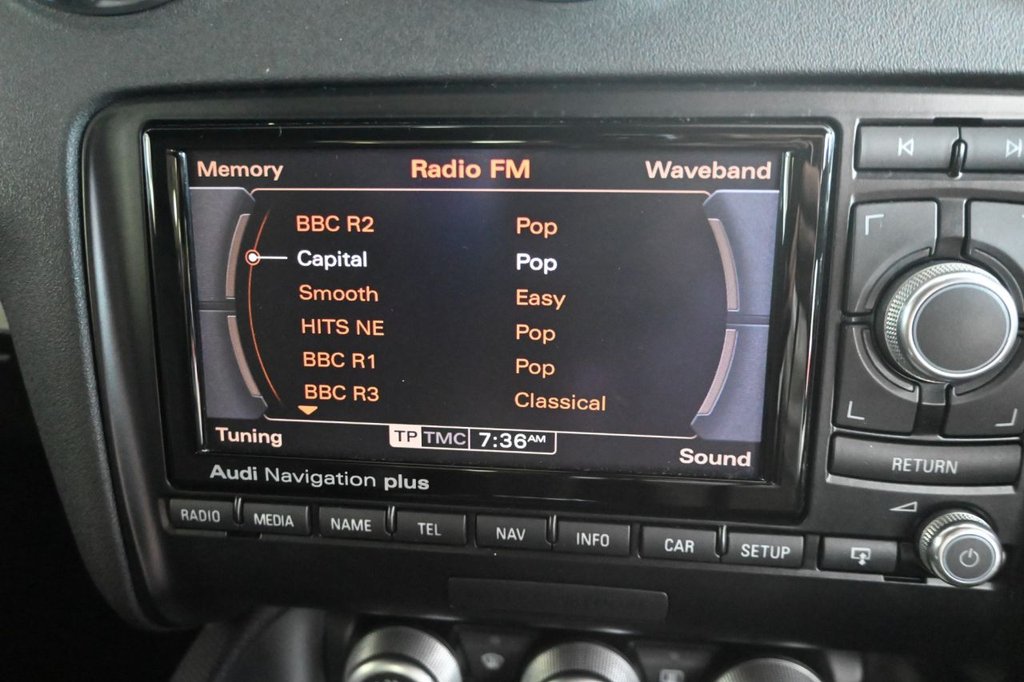 Memory Radio FM Waveband
BBC R2 Pop
Capital Pop
Smooth Easy
HITS NE Pop
BBC R1 Pop
BBC R3 Classical
Tuning TP TMC 7:36AM Sound
Audi Navigation plus
RETURN
RADIO MEDIA NAME TEL NAV INFO CAR SETUP